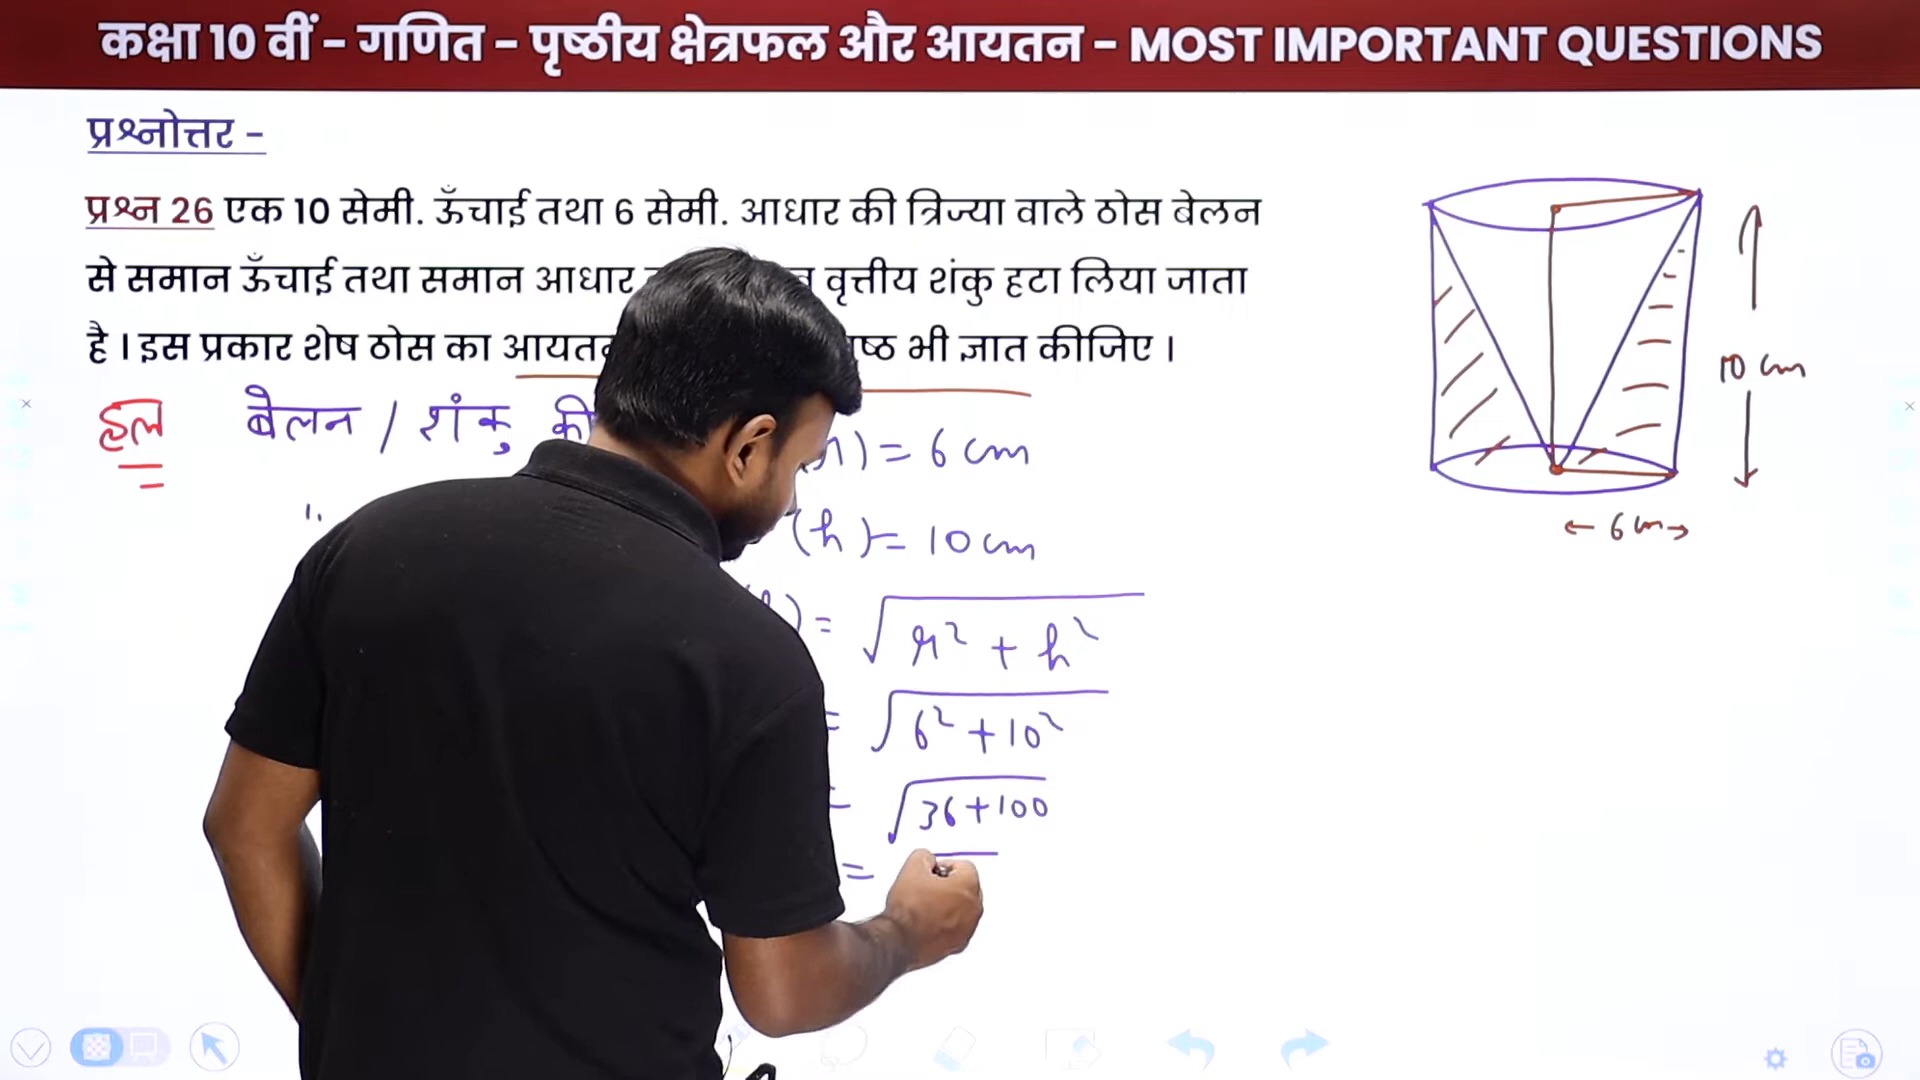 कक्षा 10 वीं – गणित – पृष्ठीय क्षेत्रफल और आयतन – MOST IMPORTANT QUESTIONS
प्रश्नोत्तर –
प्रश्न 26 एक 10 सेमी. ऊँचाई तथा 6 सेमी. आधार की त्रिज्या वाले ठोस बेलन
से समान ऊँचाई तथा समान आधार वृत्तीय शंकु हटा लिया जाता
है । इस प्रकार शेष ठोस का भी ज्ञात कीजिए ।
हल बेलन / शंकु की (r) = 6 cm
(h) = 10 cm
= √r² + h²
= √6² + 10²
= √36 + 100
=
10 cm
← 6 cm →